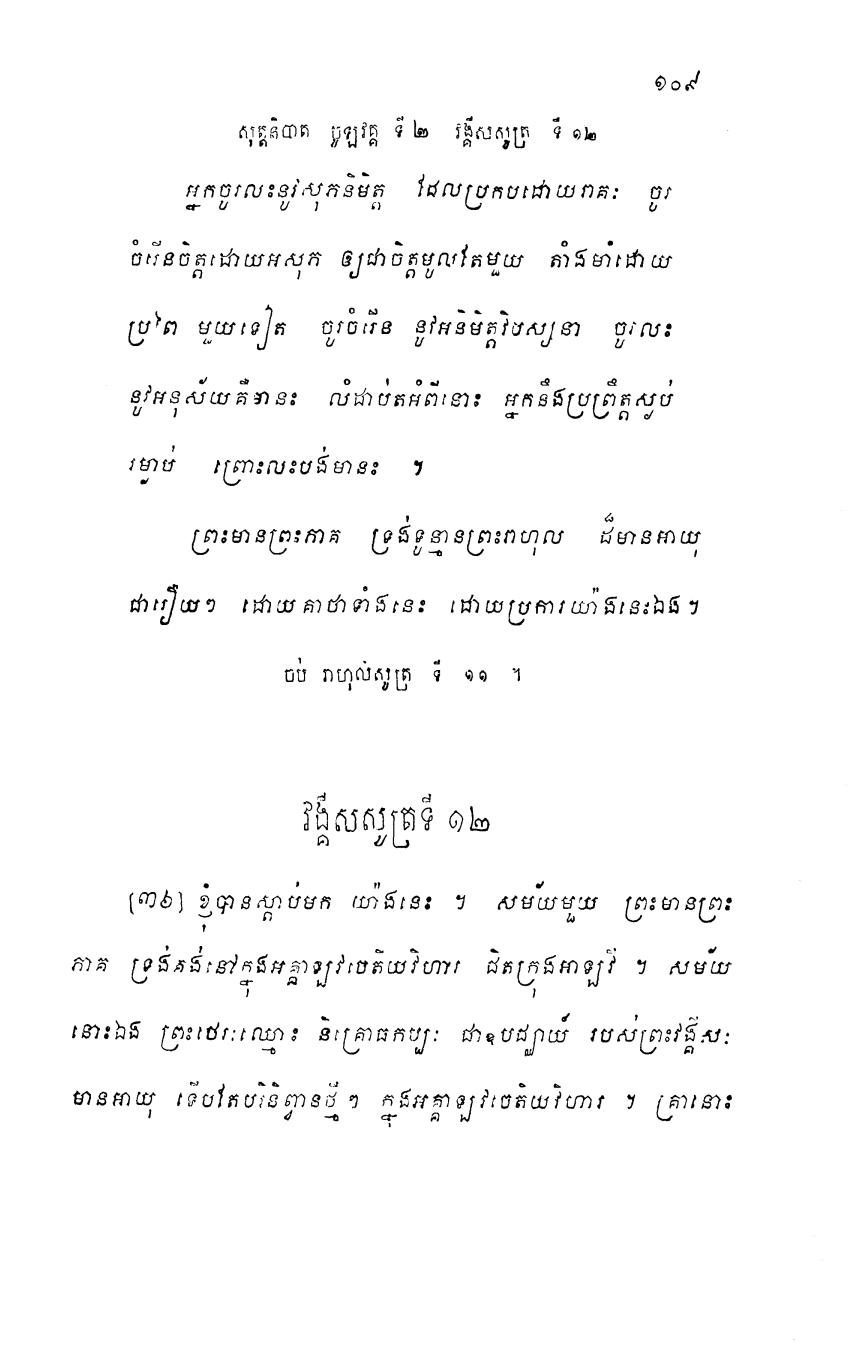 ១០៩
សុត្តនិបាត ចូឡវគ្គ ទី ២ វង្គីសសូត្រ ទី ១២
អ្នកចូរលះនូវសុភនិមិត្ត ដែលប្រកបដោយរាគៈ ចូរ
ចំរើនចិត្តដោយអសុភ ឲ្យជាចិត្តមូលតែមួយ តាំងមាំដោយ
ប្រពៃ មួយទៀត ចូរចំរើន នូវអនិមិត្តវិបស្សនា ចូរលះ
នូវអនុស័យគឺមានះ លំដាប់តអំពីនោះ អ្នកនឹងប្រព្រឹត្តស្ងប់
រម្ងាប់ ព្រោះលះបង់មានះ ។
ព្រះមានព្រះភាគ ទ្រង់ទូន្មានព្រះរាហុល ដ៏មានអាយុ
ជារឿយៗ ដោយគាថាទាំងនេះ ដោយប្រការយ៉ាងនេះឯង។
ចប់ រាហុលសូត្រ ទី ១១ ។
វង្គីសសូត្រទី ១២
[៣៦] ខ្ញុំបានស្តាប់មក យ៉ាងនេះ ។ សម័យមួយ ព្រះមានព្រះ
ភាគ ទ្រង់គង់នៅក្នុងអគ្គាឡវចេតិយវិហារ ជិតក្រុងអាឡវី ។ សម័យ
នោះឯង ព្រះថេរៈឈ្មោះ និគ្រោធកប្បៈ ជាឧបជ្ឈាយ៍ របស់ព្រះវង្គីសៈ
មានអាយុ ទើបតែបរិនិព្វានថ្មីៗ ក្នុងអគ្គាឡវចេតិយវិហារ ។ គ្រានោះ